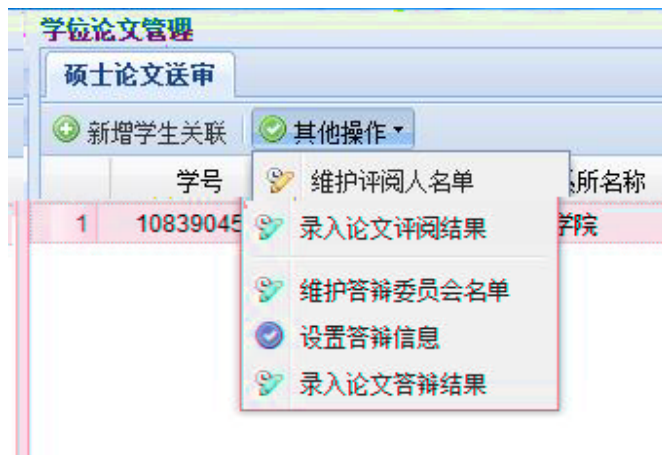 学位论文管理
硕士论文送审
新增学生关联 其他操作
学号 维护评阅人名单 所名称
1 10839045 录入论文评阅结果 学院
维护答辩委员会名单
设置答辩信息
录入论文答辩结果